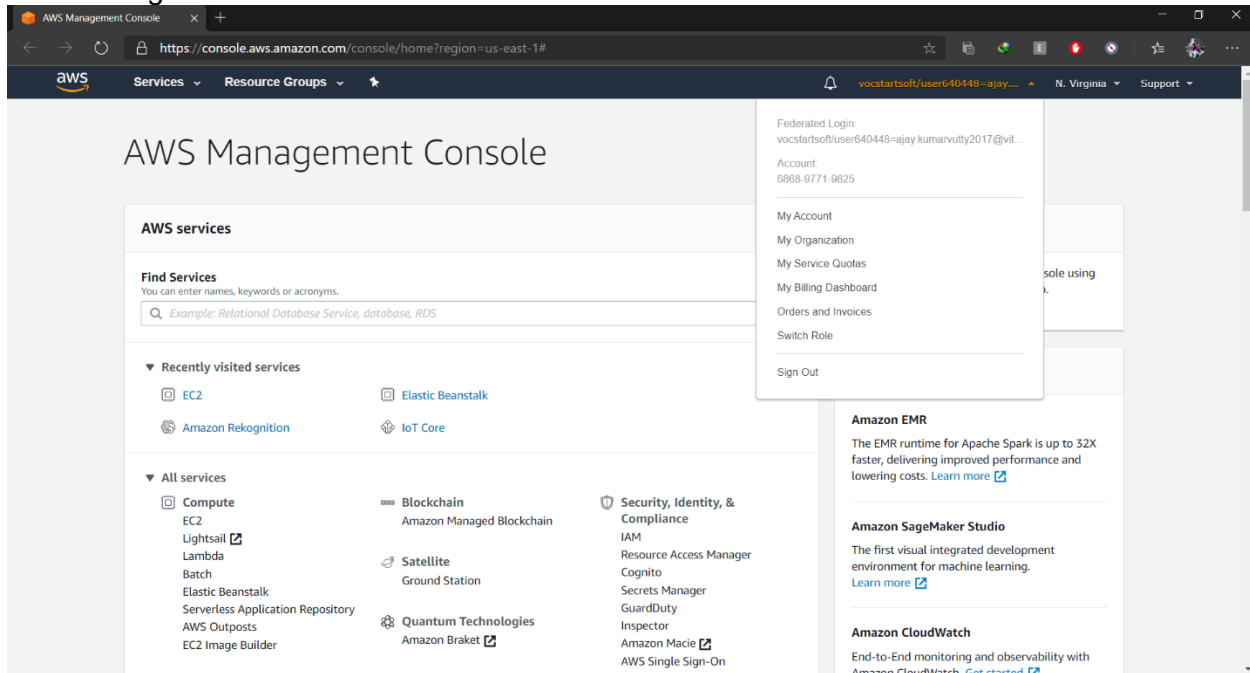 AWS Management Console
https://console.aws.amazon.com/console/home?region=us-east-1#
aws
Services
Resource Groups
vocstartsoft/user640448=ajay....
N. Virginia
Support
Federated Login:
vocstartsoft/user640448=ajay.kumarvutty2017@vit...
Account:
6868-9771-9825
My Account
My Organization
My Service Quotas
My Billing Dashboard
Orders and Invoices
Switch Role
Sign Out
AWS Management Console
AWS services
Find Services
You can enter names, keywords or acronyms.
Example: Relational Database Service, database, RDS
Recently visited services
EC2
Elastic Beanstalk
Amazon Rekognition
IoT Core
All services
Compute
EC2
Lightsail
Lambda
Batch
Elastic Beanstalk
Serverless Application Repository
AWS Outposts
EC2 Image Builder
Blockchain
Amazon Managed Blockchain
Satellite
Ground Station
Quantum Technologies
Amazon Braket
Security, Identity, &
Compliance
IAM
Resource Access Manager
Cognito
Secrets Manager
GuardDuty
Inspector
Amazon Macie
AWS Single Sign-On
sole using
Amazon EMR
The EMR runtime for Apache Spark is up to 32X
faster, delivering improved performance and
lowering costs. Learn more
Amazon SageMaker Studio
The first visual integrated development
environment for machine learning.
Learn more
Amazon CloudWatch
End-to-End monitoring and observability with
Amazon CloudWatch. Get started